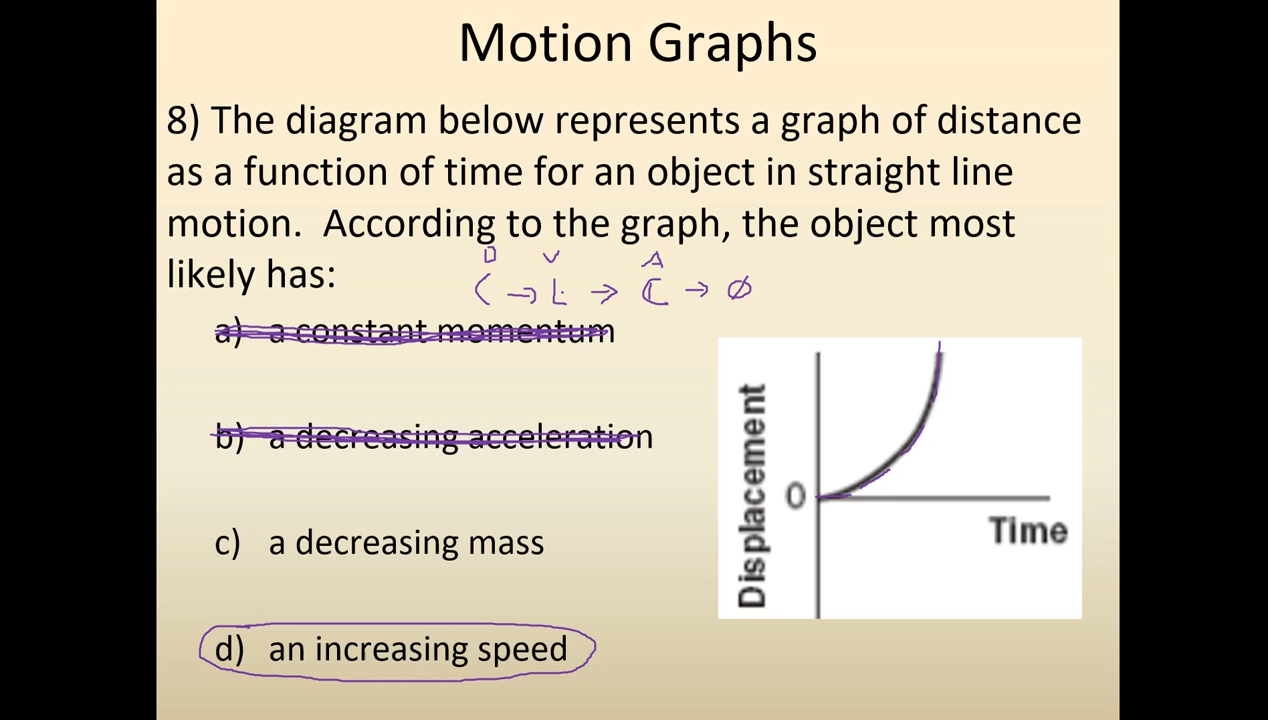 Motion Graphs
8) The diagram below represents a graph of distance
as a function of time for an object in straight line
motion.  According to the graph, the object most
likely has:
D V A
C → L → C → ∅
a) a constant momentum
b) a decreasing acceleration
c) a decreasing mass
d) an increasing speed
Displacement
0
Time